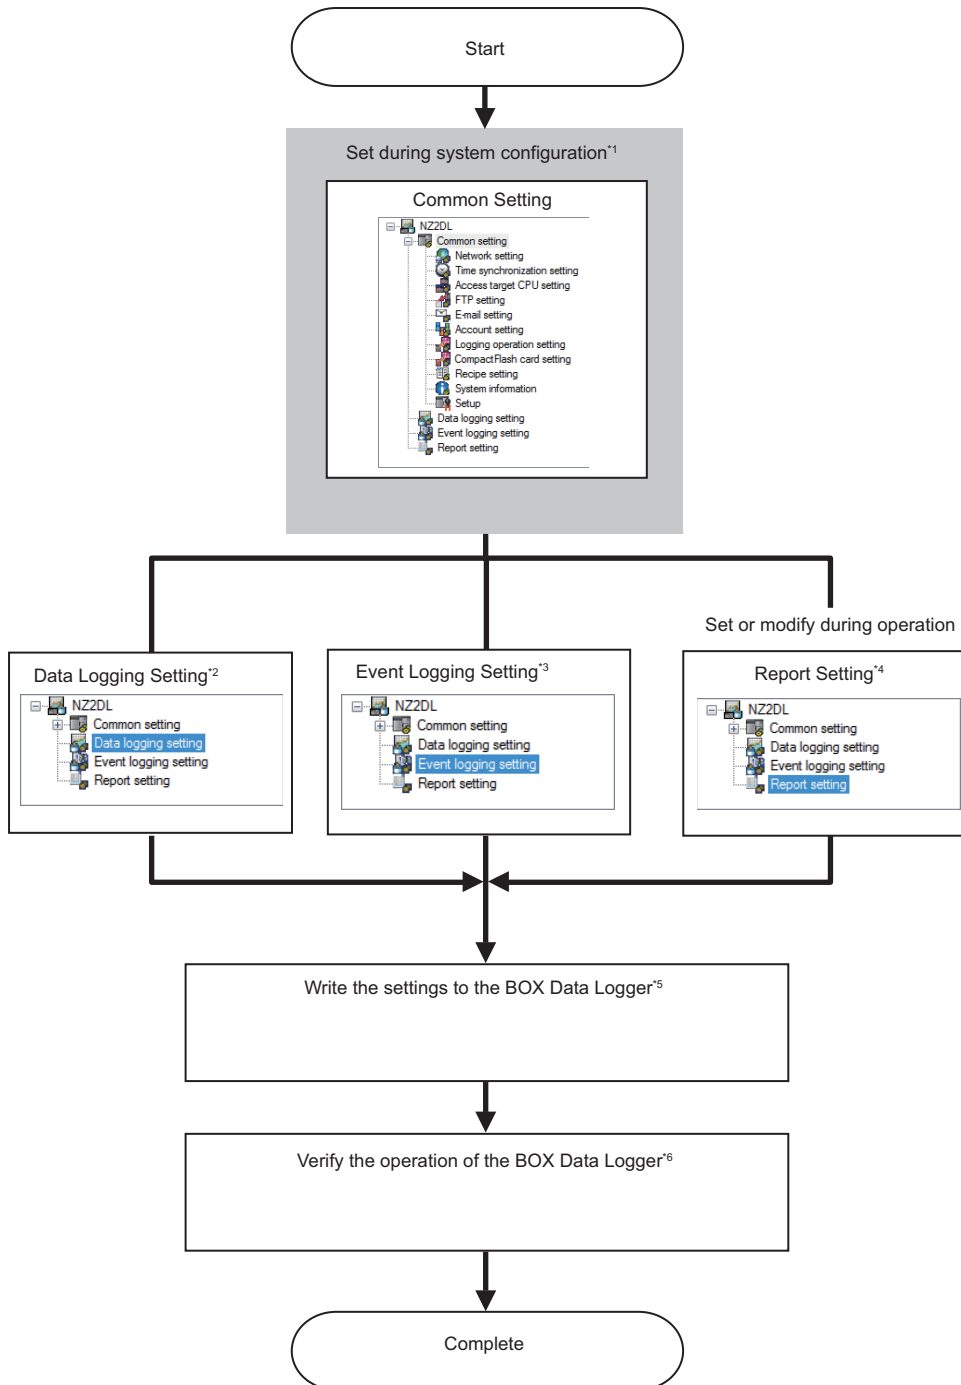 Start
Set during system configuration*1
Common Setting
NZ2DL
Common setting
Network setting
Time synchronization setting
Access target CPU setting
FTP setting
E-mail setting
Account setting
Logging operation setting
CompactFlash card setting
Recipe setting
System information
Setup
Data logging setting
Event logging setting
Report setting
Set or modify during operation
Data Logging Setting*2
NZ2DL
Common setting
Data logging setting
Event logging setting
Report setting
Event Logging Setting*3
NZ2DL
Common setting
Data logging setting
Event logging setting
Report setting
Report Setting*4
NZ2DL
Common setting
Data logging setting
Event logging setting
Report setting
Write the settings to the BOX Data Logger*5
Verify the operation of the BOX Data Logger*6
Complete